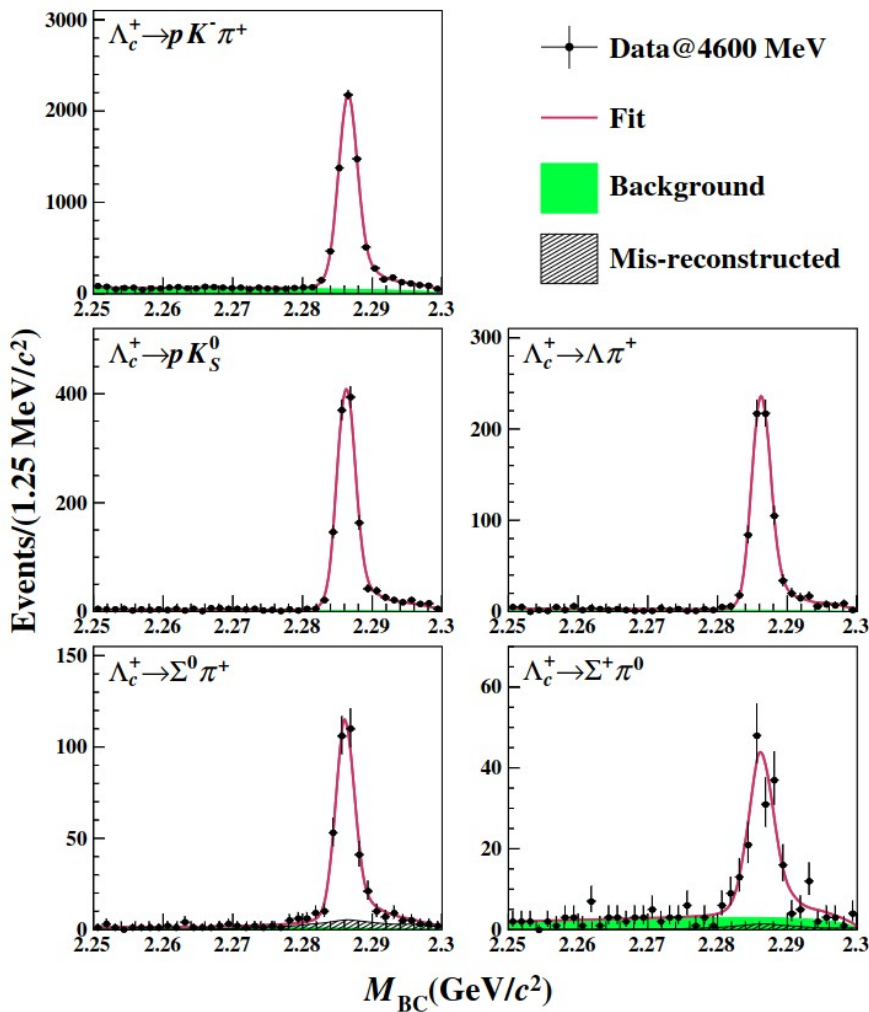 Λc+→pK−π+
3000
2000
1000
0
2.25 2.26 2.27 2.28 2.29 2.3
Data@4600 MeV
Fit
Background
Mis-reconstructed
Events/(1.25 MeV/c²)
Λc+→pK⁰S
400
200
0
2.25 2.26 2.27 2.28 2.29 2.3
Λc+→Λπ+
300
200
100
0
2.25 2.26 2.27 2.28 2.29 2.3
Λc+→Σ⁰π+
150
100
50
0
2.25 2.26 2.27 2.28 2.29 2.3
Λc+→Σ+π⁰
60
40
20
0
2.25 2.26 2.27 2.28 2.29 2.3
MBC(GeV/c²)